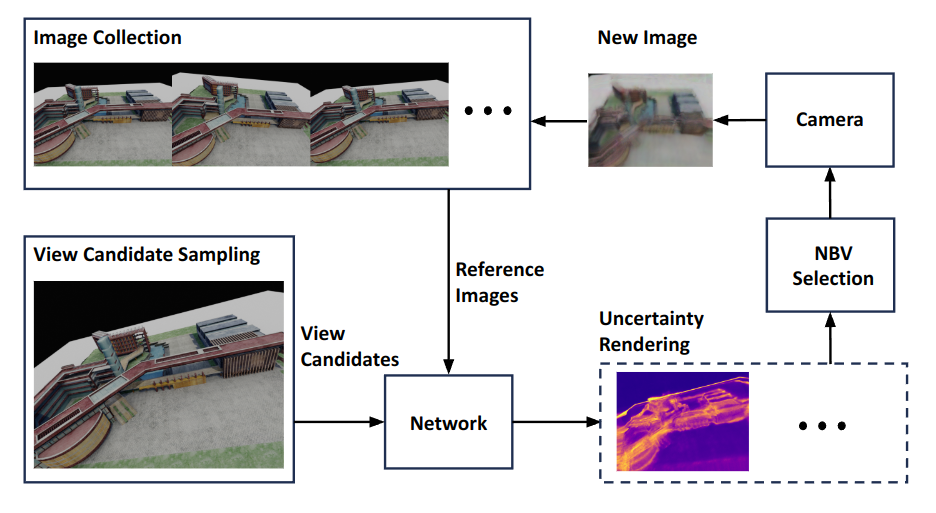 Image Collection
New Image
Camera
NBV
Selection
View Candidate Sampling
Reference
Images
View
Candidates
Network
Uncertainty
Rendering